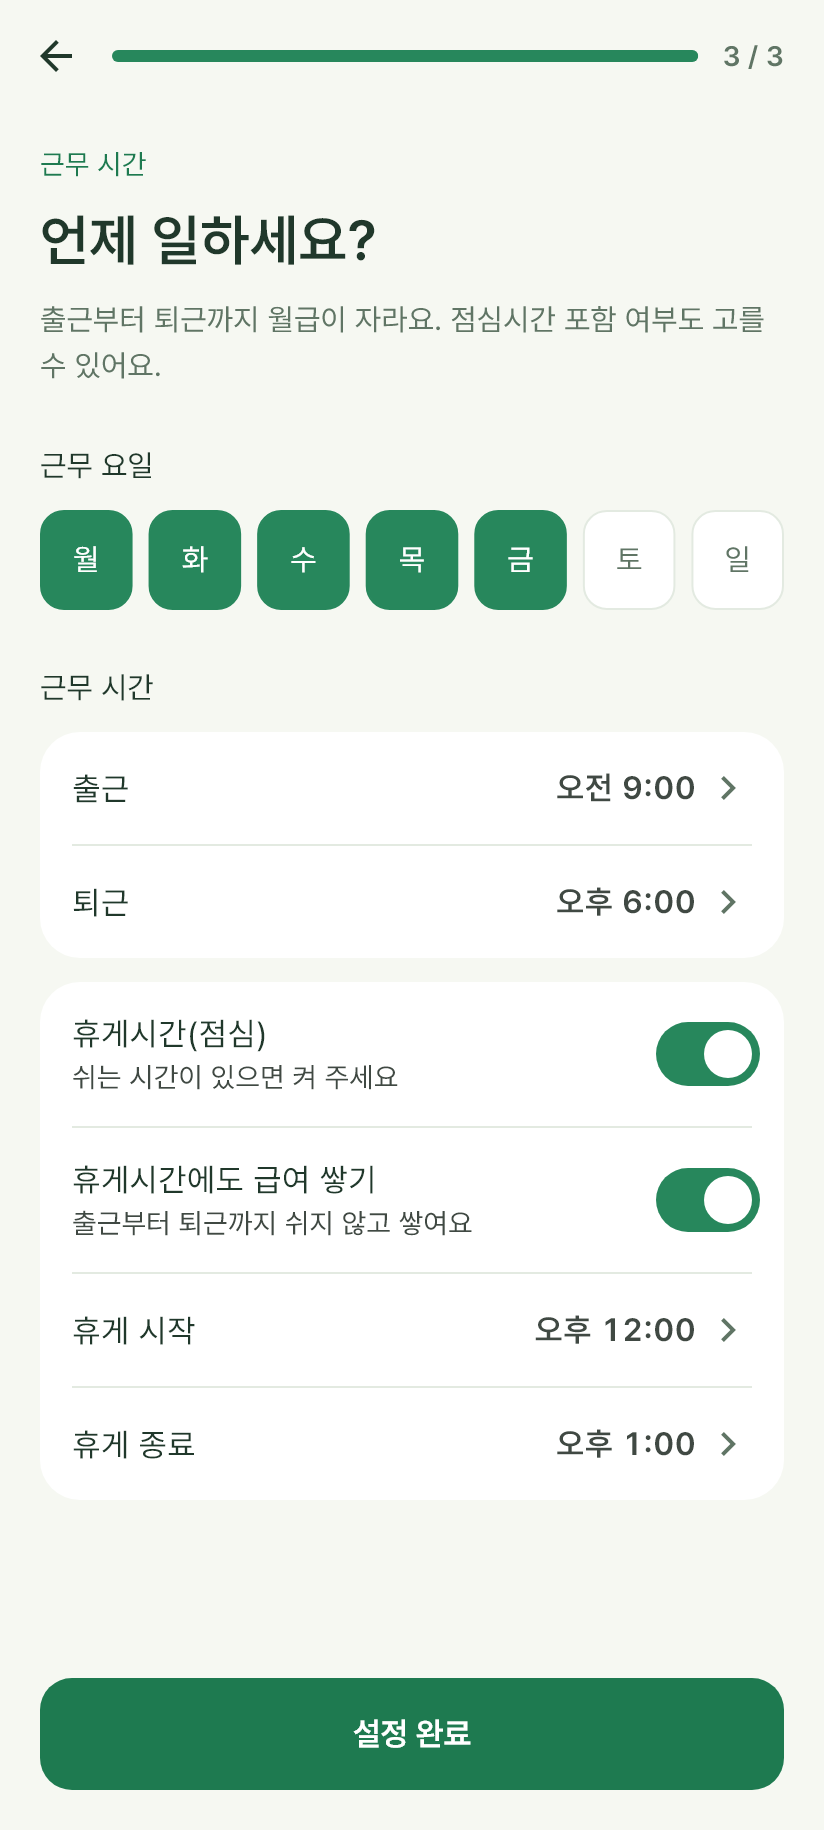 3 / 3
근무 시간
언제 일하세요?
출근부터 퇴근까지 월급이 자라요. 점심시간 포함 여부도 고를
수 있어요.
근무 요일
월 화 수 목 금 토 일
근무 시간
출근 오전 9:00
퇴근 오후 6:00
휴게시간(점심)
쉬는 시간이 있으면 켜 주세요
휴게시간에도 급여 쌓기
출근부터 퇴근까지 쉬지 않고 쌓여요
휴게 시작 오후 12:00
휴게 종료 오후 1:00
설정 완료